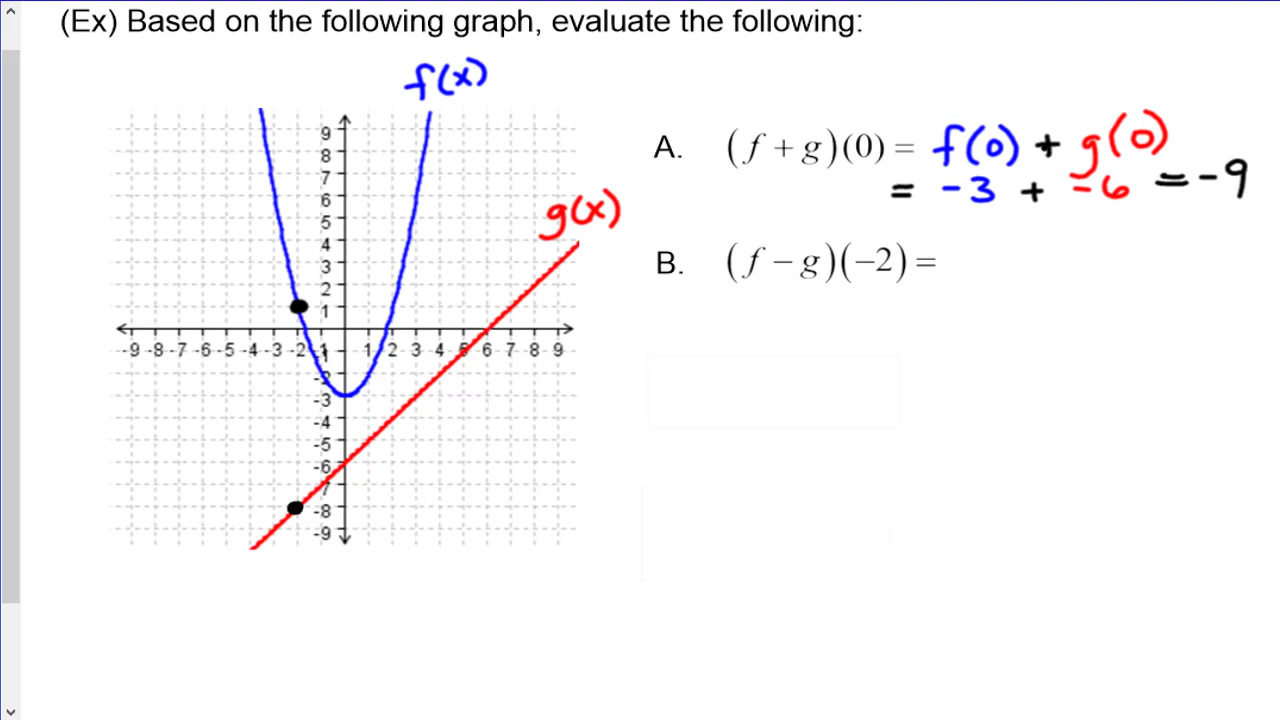 (Ex) Based on the following graph, evaluate the following:
f(x)
A. (f + g)(0) = f(0) + g(0)
= -3 + -6 = -9
g(x)
B. (f − g)(−2) =
9
8
7
6
5
4
3
2
1
-9 -8 -7 -6 -5 -4 -3 -2 -1 1 2 3 4 5 6 7 8 9
-2
-3
-4
-5
-6
-7
-8
-9